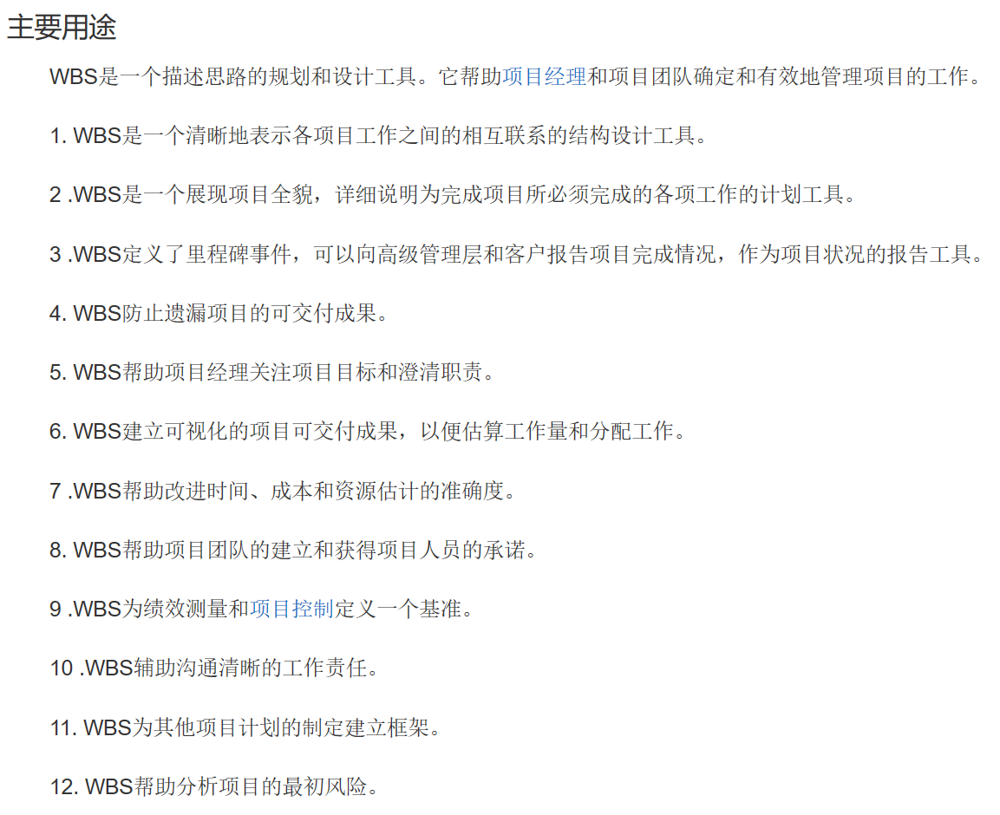 主要用途
WBS是一个描述思路的规划和设计工具。它帮助项目经理和项目团队确定和有效地管理项目的工作。
1. WBS是一个清晰地表示各项目工作之间的相互联系的结构设计工具。
2 .WBS是一个展现项目全貌，详细说明为完成项目所必须完成的各项工作的计划工具。
3 .WBS定义了里程碑事件，可以向高级管理层和客户报告项目完成情况，作为项目状况的报告工具。
4. WBS防止遗漏项目的可交付成果。
5. WBS帮助项目经理关注项目目标和澄清职责。
6. WBS建立可视化的项目可交付成果，以便估算工作量和分配工作。
7 .WBS帮助改进时间、成本和资源估计的准确度。
8. WBS帮助项目团队的建立和获得项目人员的承诺。
9 .WBS为绩效测量和项目控制定义一个基准。
10 .WBS辅助沟通清晰的工作责任。
11. WBS为其他项目计划的制定建立框架。
12. WBS帮助分析项目的最初风险。